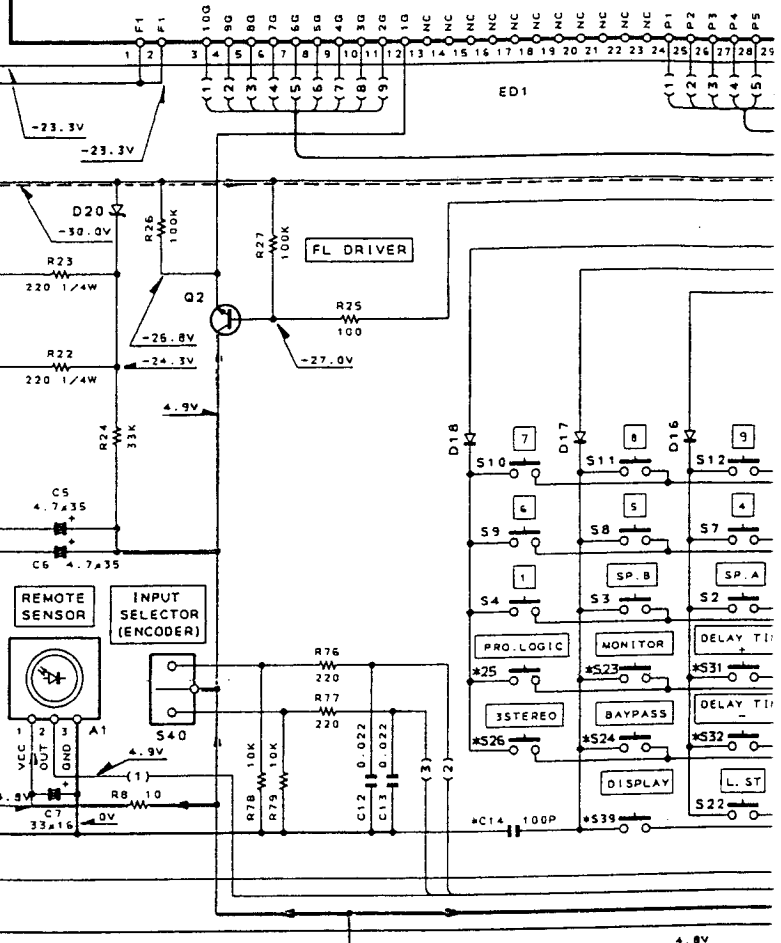 F1 F1 10G 9G 8G 7G 6G 5G 4G 3G 2G 1G NC NC NC NC NC NC NC NC NC NC NC P1 P2 P3 P4 P5
1 2 3 4 5 6 7 8 9 10 11 12 13 14 15 16 17 18 19 20 21 22 23 24 25 26 27 28 29
(1 (2 (3 (4 (5 (6 (7 (8 (9 (1 (2 (3 (4 (5
ED1
-23.3V
-23.3V
D20
-30.0V
R26 100K
R27 100K
FL DRIVER
R23
220 1/4W
Q2
R25
100
-26.8V
-27.0V
R22
220 1/4W
-24.3V
4.9V
R24 33K
D18 7 D17 8 D16 9
S10 S11 S12
6 5 4
S9 S8 S7
C5
4.7µ35
C6 4.7µ35
1 SP.B SP.A
S4 S3 S2
REMOTE
SENSOR
INPUT
SELECTOR
(ENCODER)
PRO.LOGIC MONITOR DELAY TI
+
*25 *S23 *S31
R76
220
R77
220
3STEREO BAYPASS DELAY TI
-
*S26 *S24 *S32
1 2 3 A1
S40
VCC OUT GND
4.9V
(1)
R78 10K
R79 10K
C12 0.022
C13 0.022
(3) (2)
DISPLAY L.ST
S22
R8 10
C7
33µ16
0V
*C14 100P
*S39
4.8V